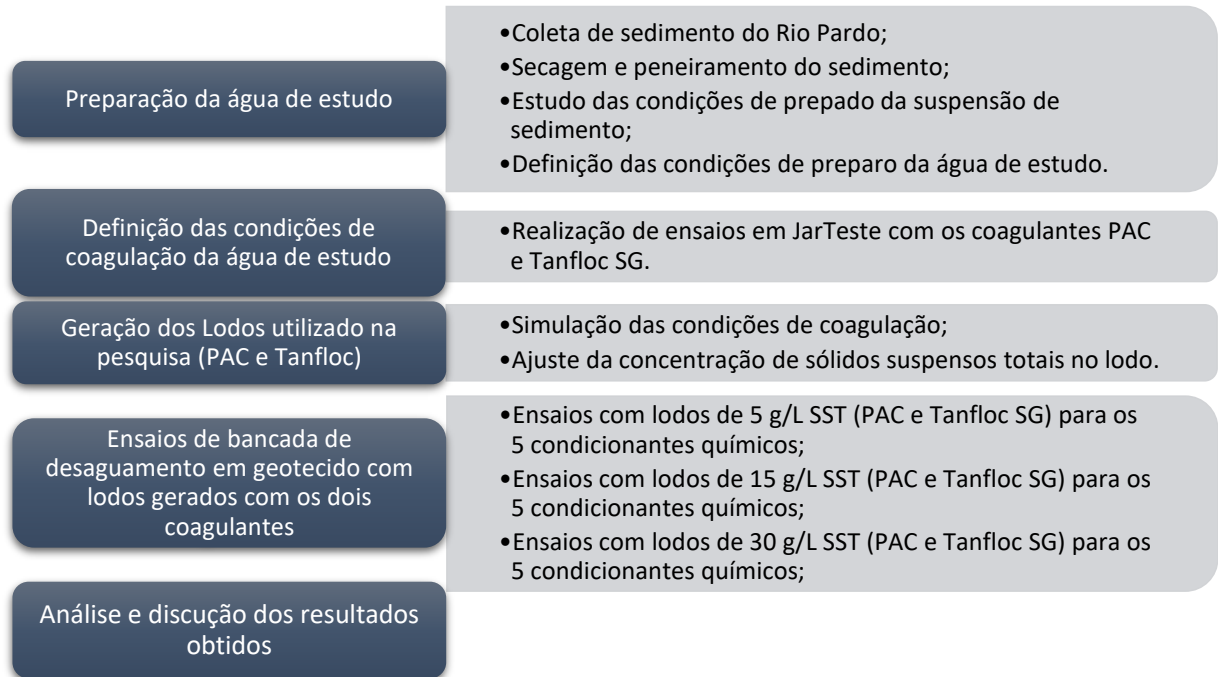 Preparação da água de estudo
•Coleta de sedimento do Rio Pardo;
•Secagem e peneiramento do sedimento;
•Estudo das condições de prepado da suspensão de
sedimento;
•Definição das condições de preparo da água de estudo.
Definição das condições de
coagulação da água de estudo
•Realização de ensaios em JarTeste com os coagulantes PAC
e Tanfloc SG.
Geração dos Lodos utilizado na
pesquisa (PAC e Tanfloc)
•Simulação das condições de coagulação;
•Ajuste da concentração de sólidos suspensos totais no lodo.
Ensaios de bancada de
desaguamento em geotecido com
lodos gerados com os dois
coagulantes
•Ensaios com lodos de 5 g/L SST (PAC e Tanfloc SG) para os
5 condicionantes químicos;
•Ensaios com lodos de 15 g/L SST (PAC e Tanfloc SG) para os
5 condicionantes químicos;
•Ensaios com lodos de 30 g/L SST (PAC e Tanfloc SG) para os
5 condicionantes químicos;
Análise e discução dos resultados
obtidos